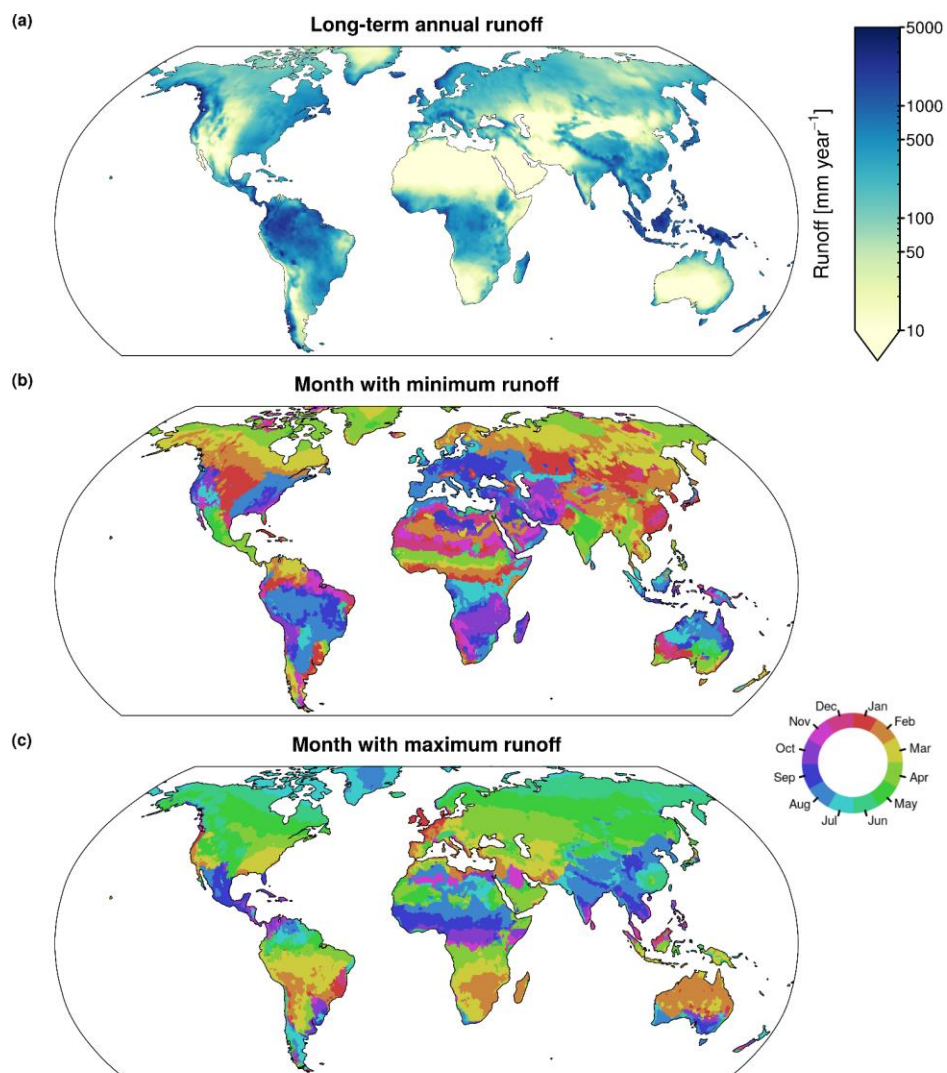 (a)
Long-term annual runoff
5000
1000
500
100
50
10
Runoff [mm year⁻¹]
(b)
Month with minimum runoff
(c)
Month with maximum runoff
Dec
Jan
Nov
Feb
Oct
Mar
Sep
Apr
Aug
May
Jul
Jun